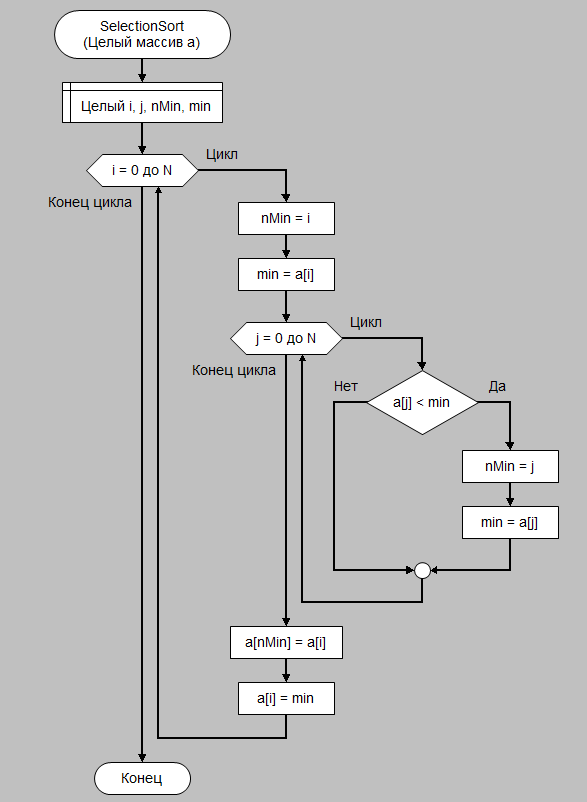 SelectionSort
(Целый массив a)
Целый i, j, nMin, min
i = 0 до N
Цикл
Конец цикла
nMin = i
min = a[i]
j = 0 до N
Цикл
Конец цикла
Нет
a[j] < min
Да
nMin = j
min = a[j]
a[nMin] = a[i]
a[i] = min
Конец